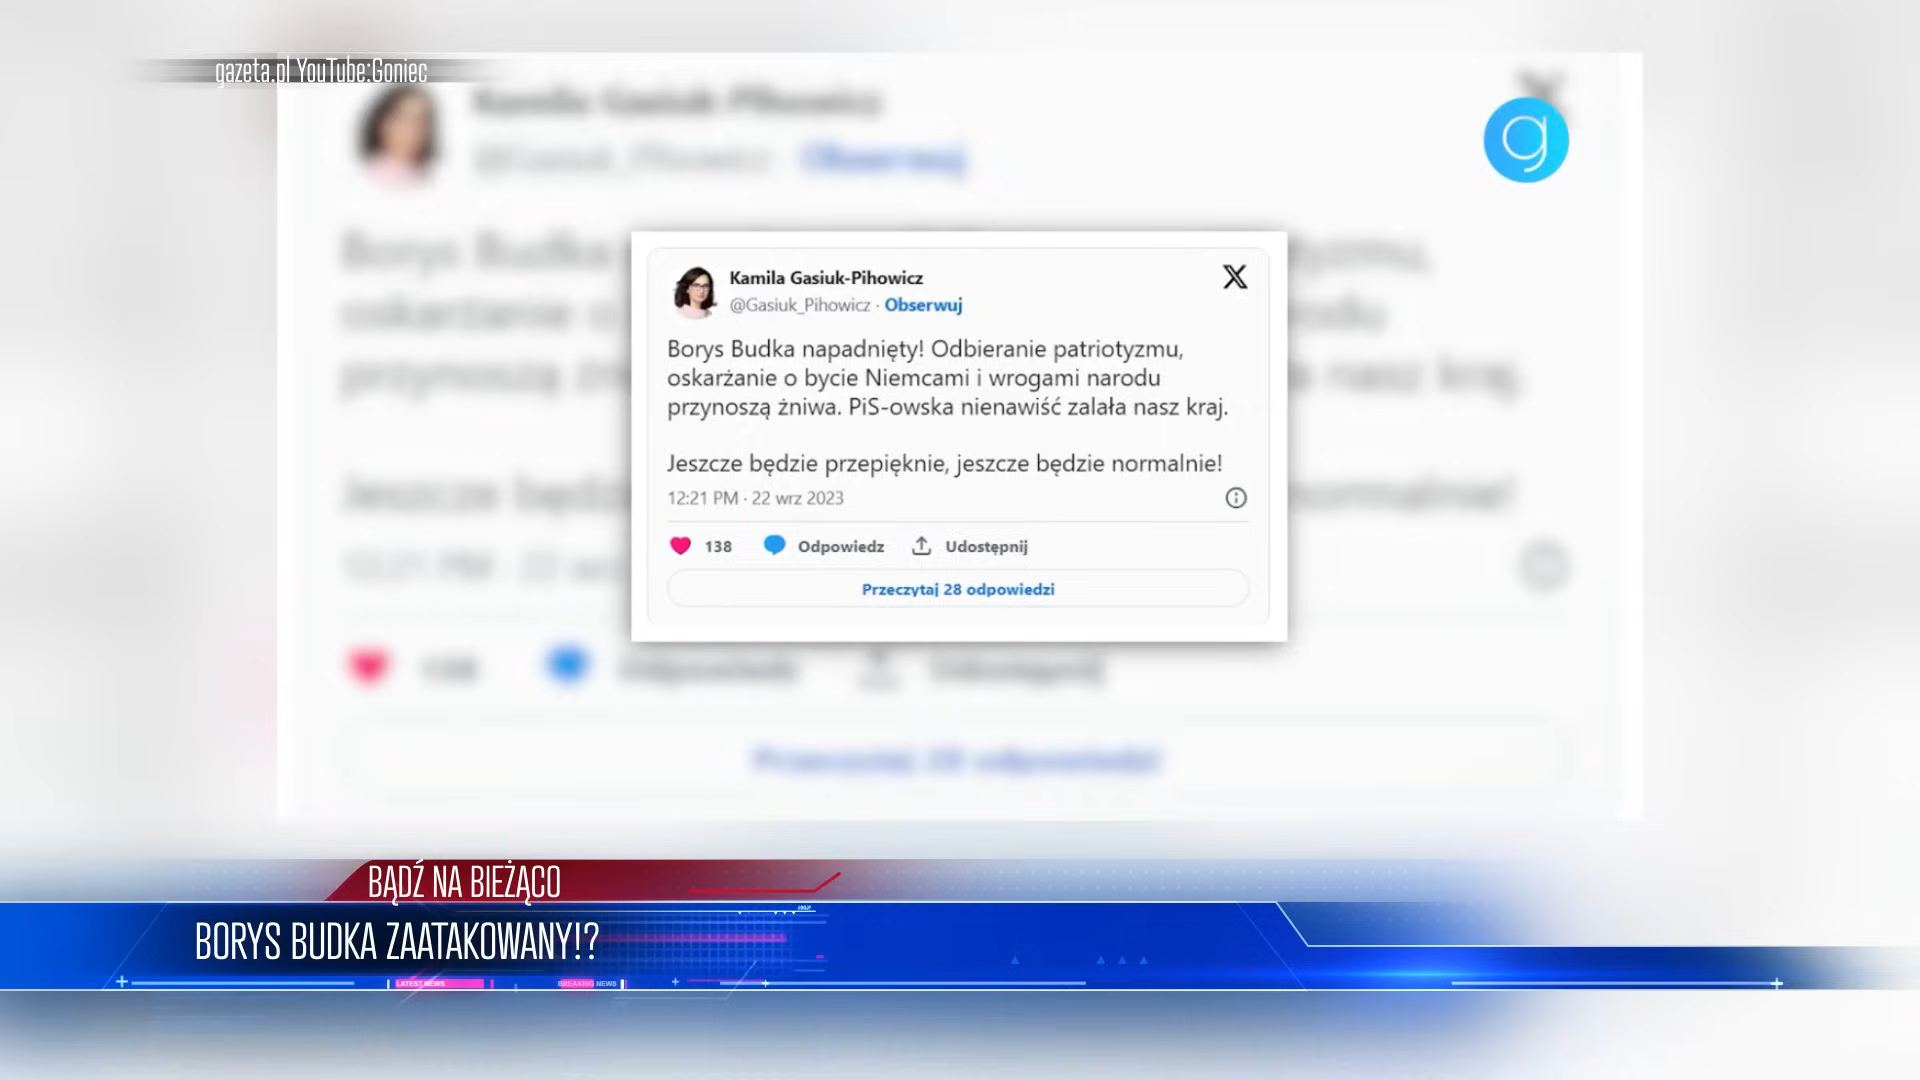 gazeta.pl YouTube:Goniec
Kamila Gasiuk-Pihowicz
@Gasiuk_Pihowicz · Obserwuj
Borys Budka napadnięty! Odbieranie patriotyzmu,
oskarżanie o bycie Niemcami i wrogami narodu
przynoszą żniwa. PiS-owska nienawiść zalała nasz kraj.
Jeszcze będzie przepięknie, jeszcze będzie normalnie!
12:21 PM · 22 wrz 2023
138 Odpowiedz Udostępnij
Przeczytaj 28 odpowiedzi
BĄDŹ NA BIEŻĄCO
BORYS BUDKA ZAATAKOWANY!?
LATEST NEWS BREAKING NEWS